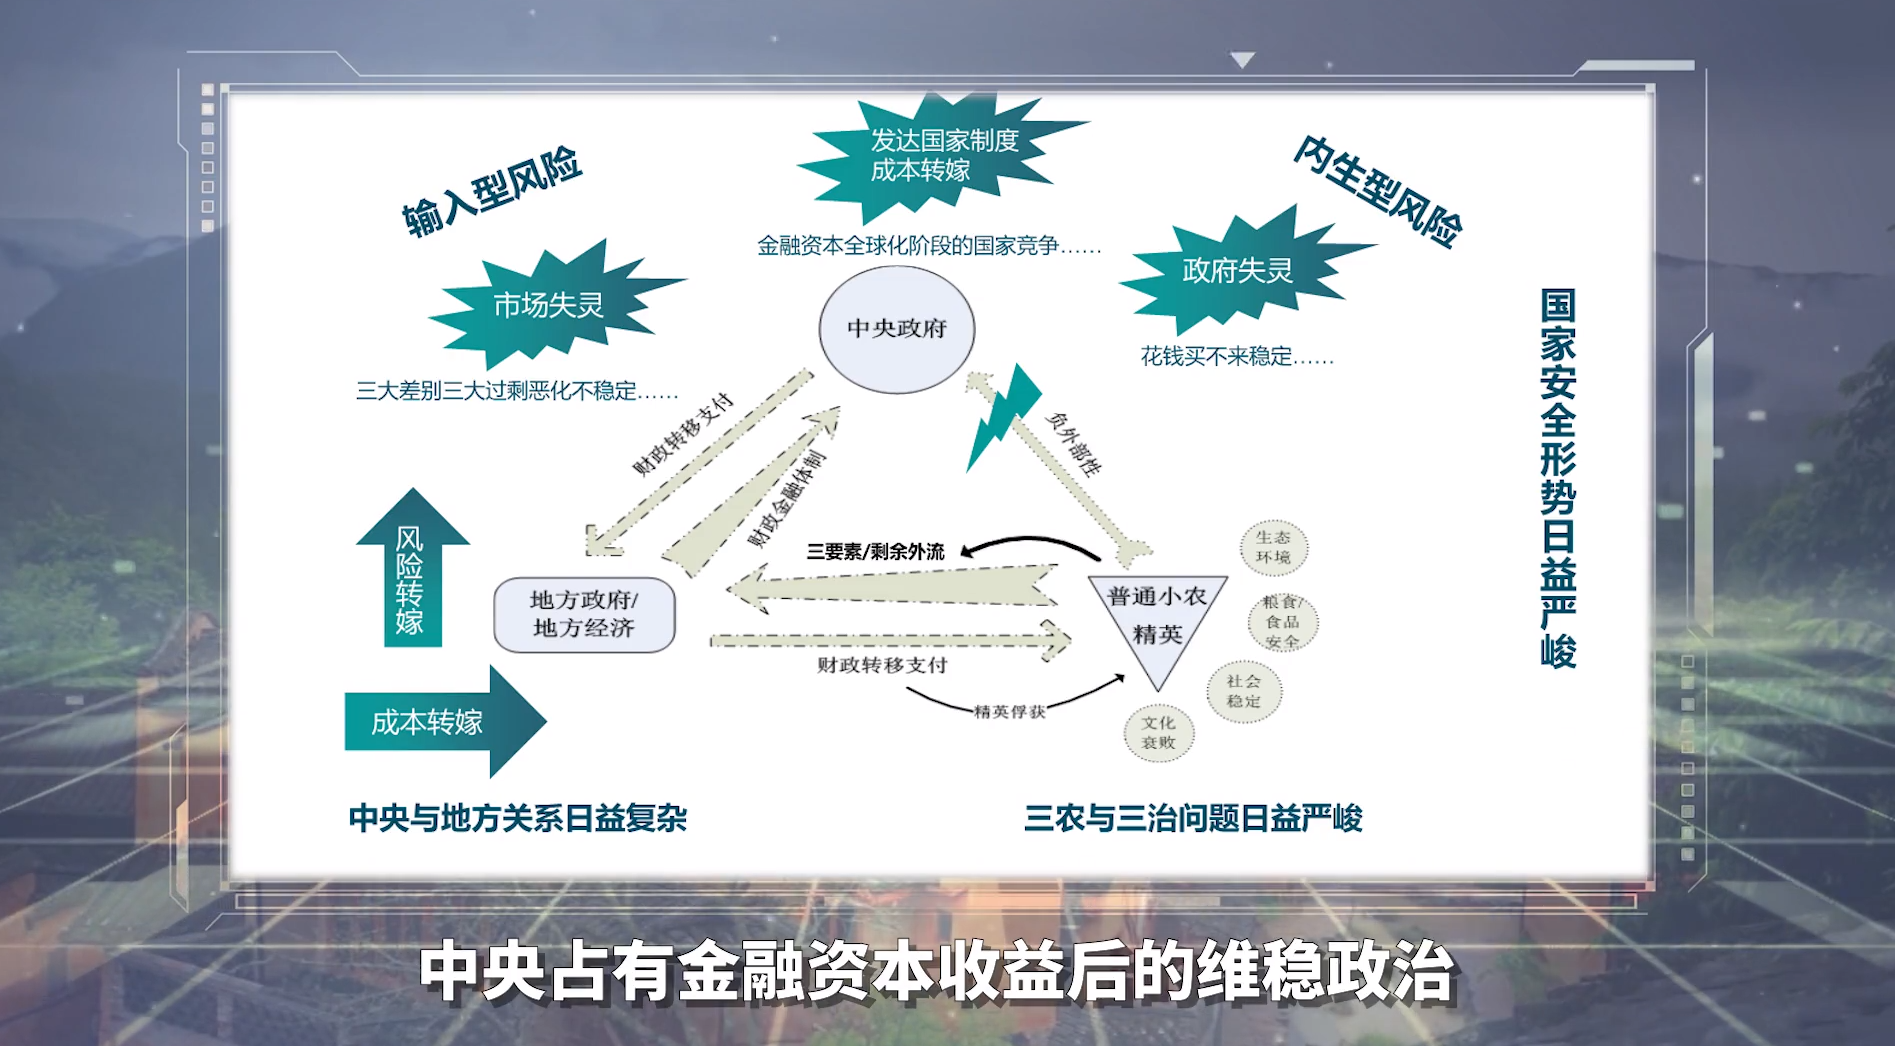 发达国家制度
成本转嫁
输入型风险
内生型风险
金融资本全球化阶段的国家竞争……
市场失灵
政府失灵
中央政府
花钱买不来稳定……
三大差别三大过剩恶化不稳定……
国家安全形势日益严峻
财政转移支付
财政金融体制
负外部性
风险转嫁
三要素/剩余外流
生态
环境
地方政府/
地方经济
普通小农
精英
粮食/
食品
安全
财政转移支付
社会
稳定
精英俘获
成本转嫁
文化
衰败
中央与地方关系日益复杂
三农与三治问题日益严峻
中央占有金融资本收益后的维稳政治